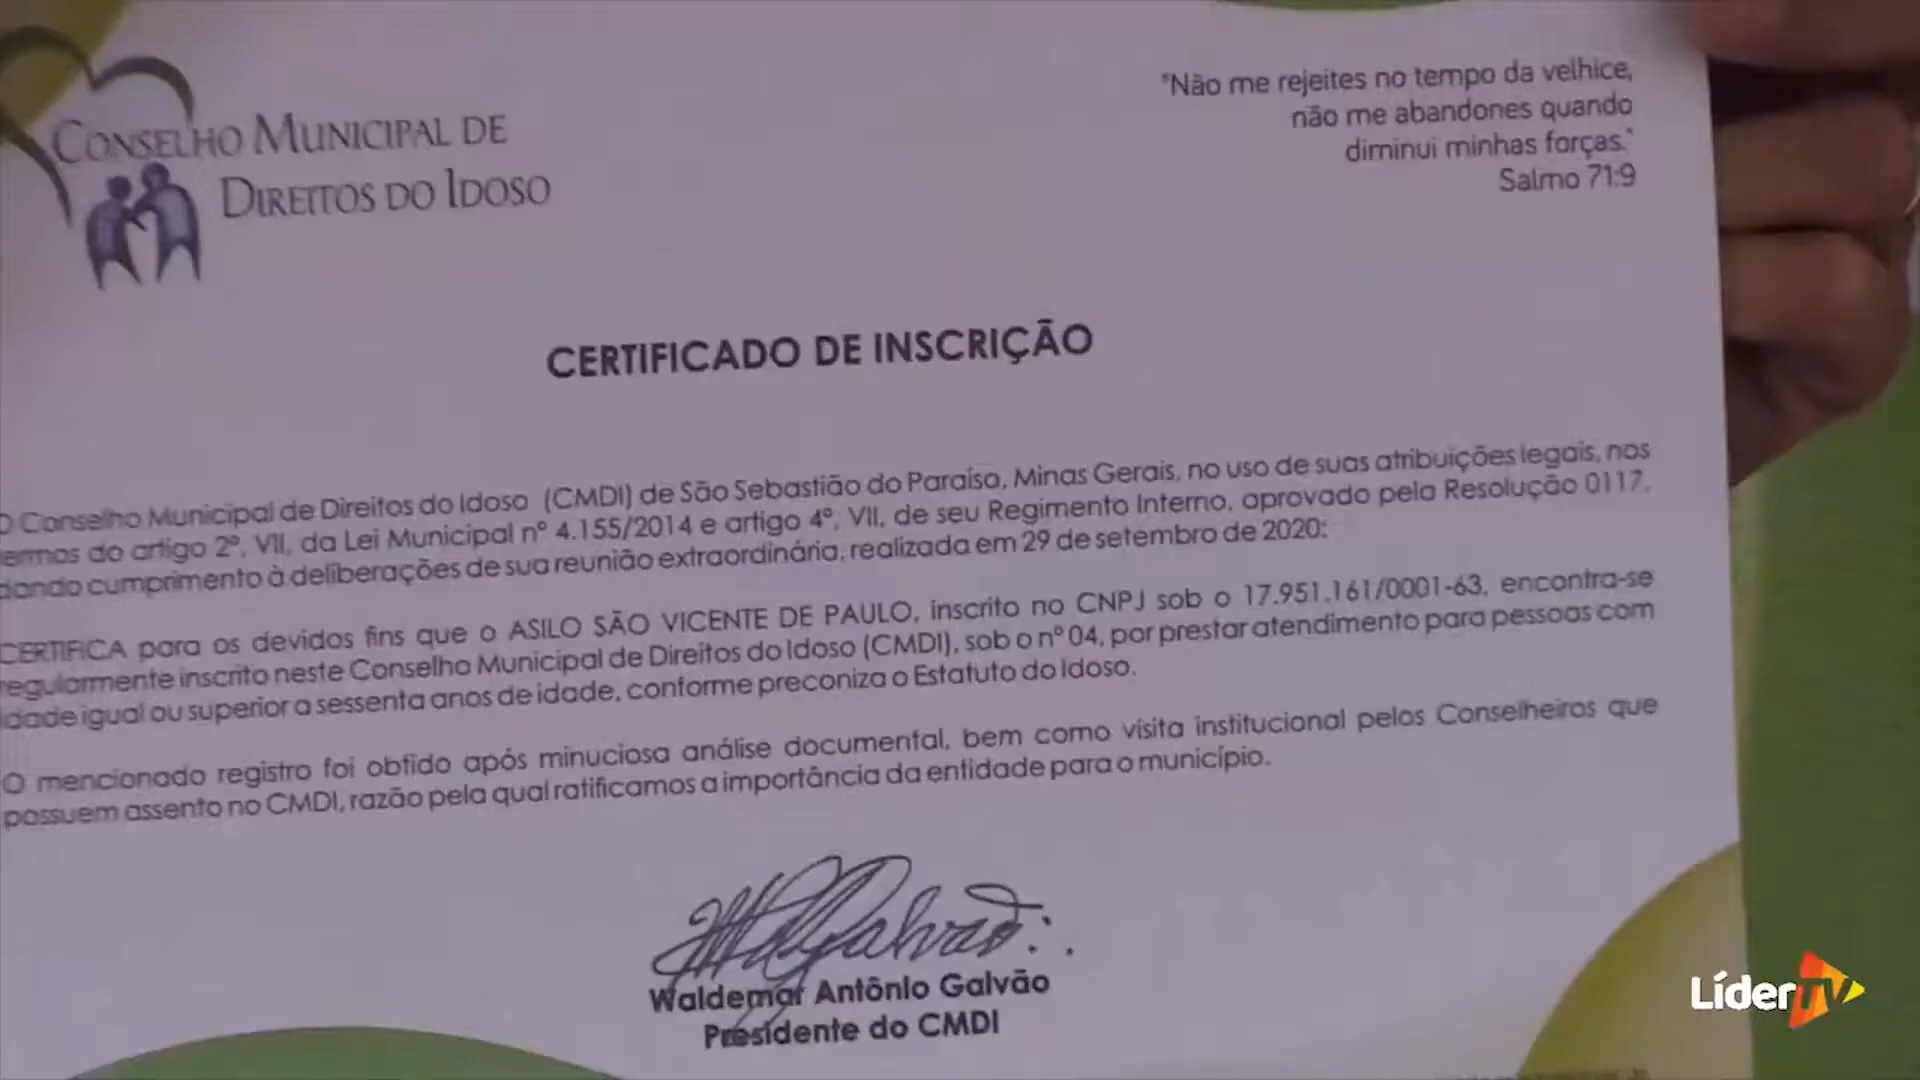 CONSELHO MUNICIPAL DE
DIREITOS DO IDOSO
"Não me rejeites no tempo da velhice,
não me abandones quando
diminui minhas forças."
Salmo 71:9
CERTIFICADO DE INSCRIÇÃO
O Conselho Municipal de Direitos do Idoso (CMDI) de São Sebastião do Paraíso, Minas Gerais, no uso de suas atribuições legais, nos
termos do artigo 2º, VII, da Lei Municipal nº 4.155/2014 e artigo 4º, VII, de seu Regimento Interno, aprovado pela Resolução 0117,
dando cumprimento à deliberações de sua reunião extraordinária, realizada em 29 de setembro de 2020:
CERTIFICA para os devidos fins que o ASILO SÃO VICENTE DE PAULO, inscrito no CNPJ sob o 17.951.161/0001-63, encontra-se
regularmente inscrito neste Conselho Municipal de Direitos do Idoso (CMDI), sob o nº 04, por prestar atendimento para pessoas com
idade igual ou superior a sessenta anos de idade, conforme preconiza o Estatuto do Idoso.
O mencionado registro foi obtido após minuciosa análise documental, bem como visita institucional pelos Conselheiros que
possuem assento no CMDI, razão pela qual ratificamos a importância da entidade para o município.
Waldemar Antônio Galvão
Presidente do CMDI
LíderTV